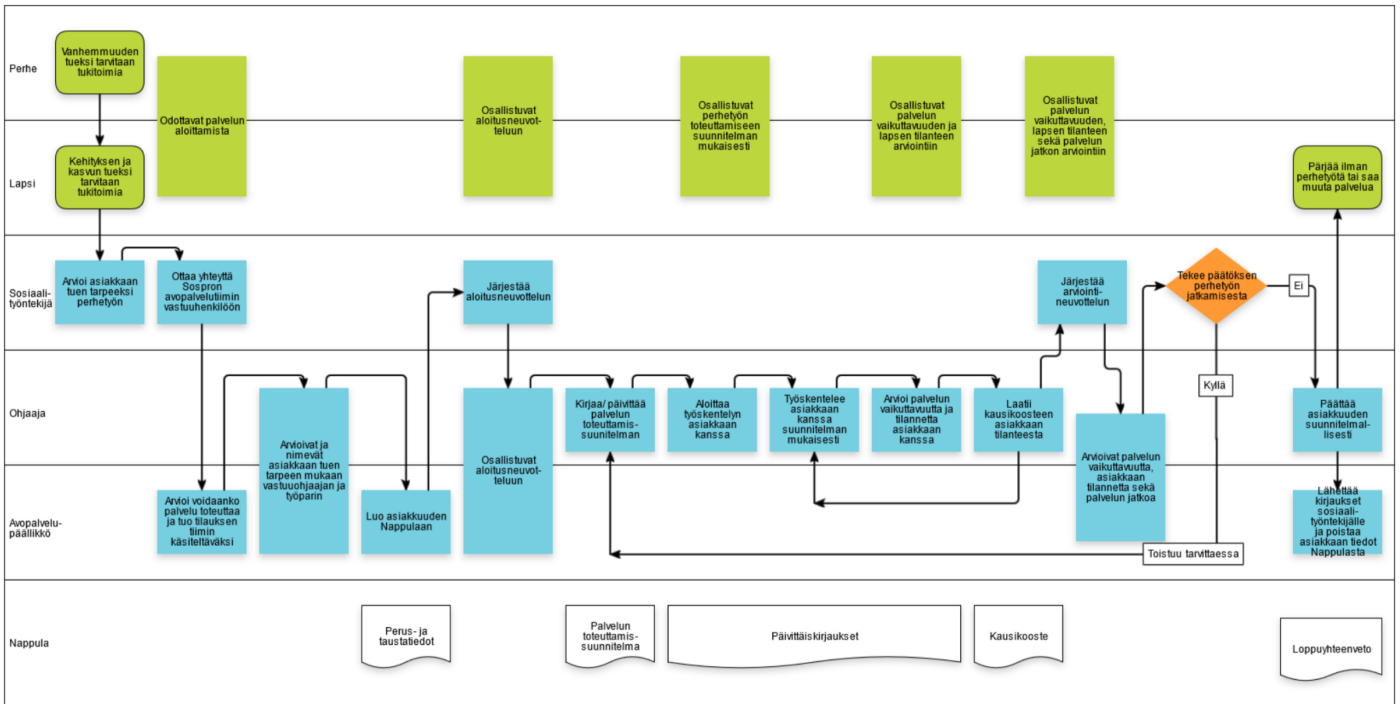 Perhe
Vanhemmuuden
tueksi tarvitaan
tukitoimia
Odottavat palvelun
aloittamista
Osallistuvat
aloitusneuvot-
teluun
Osallistuvat
perhetyön
toteuttamiseen
suunnitelman
mukaisesti
Osallistuvat
palvelun
vaikuttavuuden ja
lapsen tilanteen
arviointiin
Osallistuvat
palvelun
vaikuttavuuden,
lapsen tilanteen
sekä palvelun
jatkon arviointiin
Lapsi
Kehityksen ja
kasvun tueksi
tarvitaan
tukitoimia
Pärjää ilman
perhetyötä tai saa
muuta palvelua
Sosiaali-
työntekijä
Arvioi asiakkaan
tuen tarpeeksi
perhetyön
Ottaa yhteyttä
Sospron
avopalvelutiimin
vastuuhenkilöön
Järjestää
aloitusneuvottelun
Järjestää
arviointi-
neuvottelun
Tekee päätöksen
perhetyön
jatkamisesta
Ei
Kyllä
Ohjaaja
Arvioivat ja
nimevät
asiakkaan tuen
tarpeen mukaan
vastuuohjaajan ja
työparin
Osallistuvat
aloitusneuvot-
teluun
Kirjaa/ päivittää
palvelun
toteuttamis-
suunnitelman
Aloittaa
työskentelyn
asiakkaan
kanssa
Työskentelee
asiakkaan
kanssa
suunnitelman
mukaisesti
Arvioi palvelun
vaikuttavuutta ja
tilannetta
asiakkaan
kanssa
Laatii
kausikoosteen
asiakkaan
tilanteesta
Arvioivat palvelun
vaikuttavuutta,
asiakkaan
tilannetta sekä
palvelun jatkoa
Päättää
asiakkuuden
suunnitelmal-
lisesti
Avopalvelu-
päällikkö
Arvioi voidaanko
palvelu toteuttaa
ja tuo tilauksen
tiimin
käsiteltäväksi
Luo asiakkuuden
Nappulaan
Toistuu tarvittaessa
Lähettää
kirjaukset
sosiaali-
työntekijälle
ja poistaa
asiakkaan tiedot
Nappulasta
Nappula
Perus- ja
taustatiedot
Palvelun
toteuttamis-
suunnitelma
Päivittäiskirjaukset
Kausikooste
Loppuyhteenveto